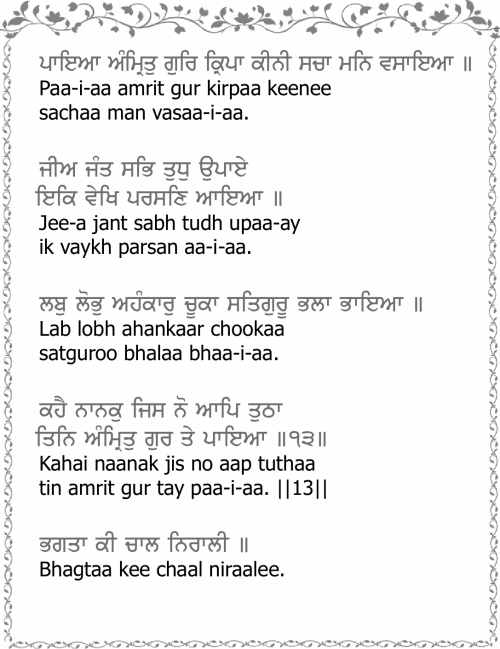 ਪਾਇਆ ਅੰਮ੍ਰਿਤੁ ਗੁਰਿ ਕ੍ਰਿਪਾ ਕੀਨੀ ਸਚਾ ਮਨਿ ਵਸਾਇਆ ॥
Paa-i-aa amrit gur kirpaa keenee
sachaa man vasaa-i-aa.
ਜੀਅ ਜੰਤ ਸਭਿ ਤੁਧੁ ਉਪਾਏ
ਇਕਿ ਵੇਖਿ ਪਰਸਣਿ ਆਇਆ ॥
Jee-a jant sabh tudh upaa-ay
ik vaykh parsan aa-i-aa.
ਲਬੁ ਲੋਭੁ ਅਹੰਕਾਰੁ ਚੂਕਾ ਸਤਿਗੁਰੂ ਭਲਾ ਭਾਇਆ ॥
Lab lobh ahankaar chookaa
satguroo bhalaa bhaa-i-aa.
ਕਹੈ ਨਾਨਕੁ ਜਿਸ ਨੋ ਆਪਿ ਤੁਠਾ
ਤਿਨਿ ਅੰਮ੍ਰਿਤੁ ਗੁਰ ਤੇ ਪਾਇਆ ॥੧੩॥
Kahai naanak jis no aap tuthaa
tin amrit gur tay paa-i-aa. ||13||
ਭਗਤਾ ਕੀ ਚਾਲ ਨਿਰਾਲੀ ॥
Bhagtaa kee chaal niraalee.